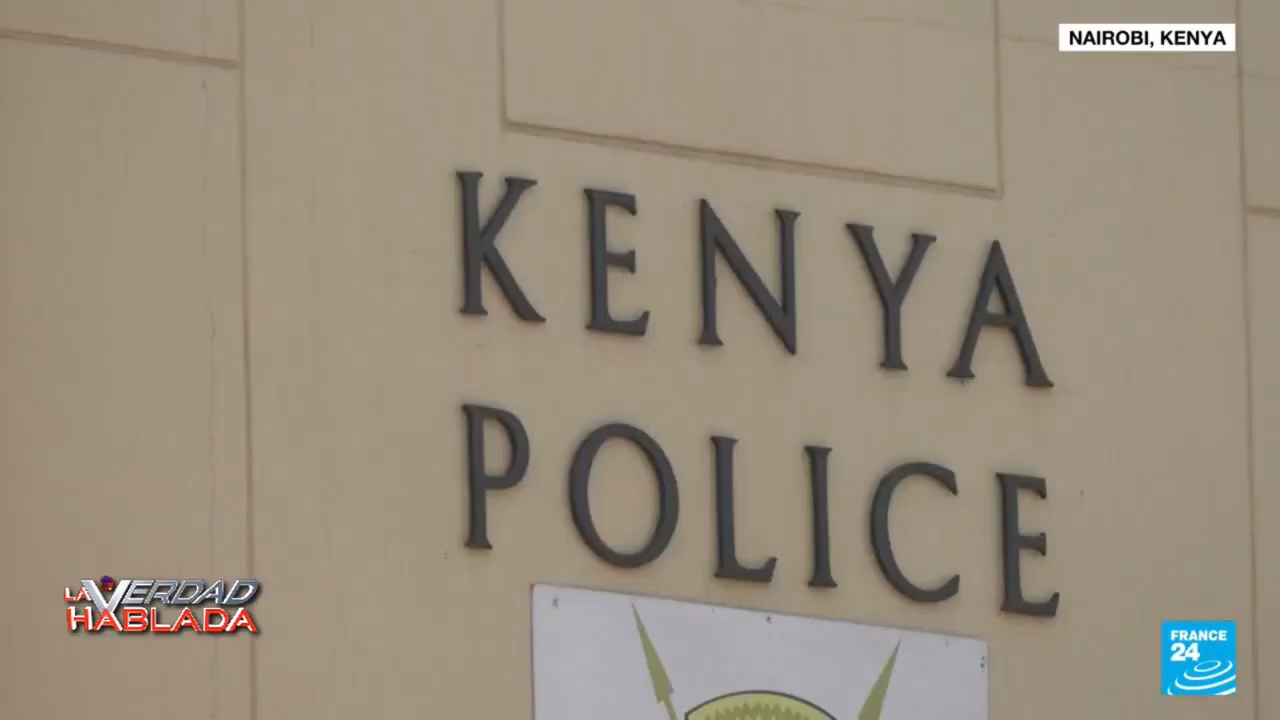 NAIROBI, KENYA
KENYA
POLICE
LA VERDAD
HABLADA
FRANCE
24